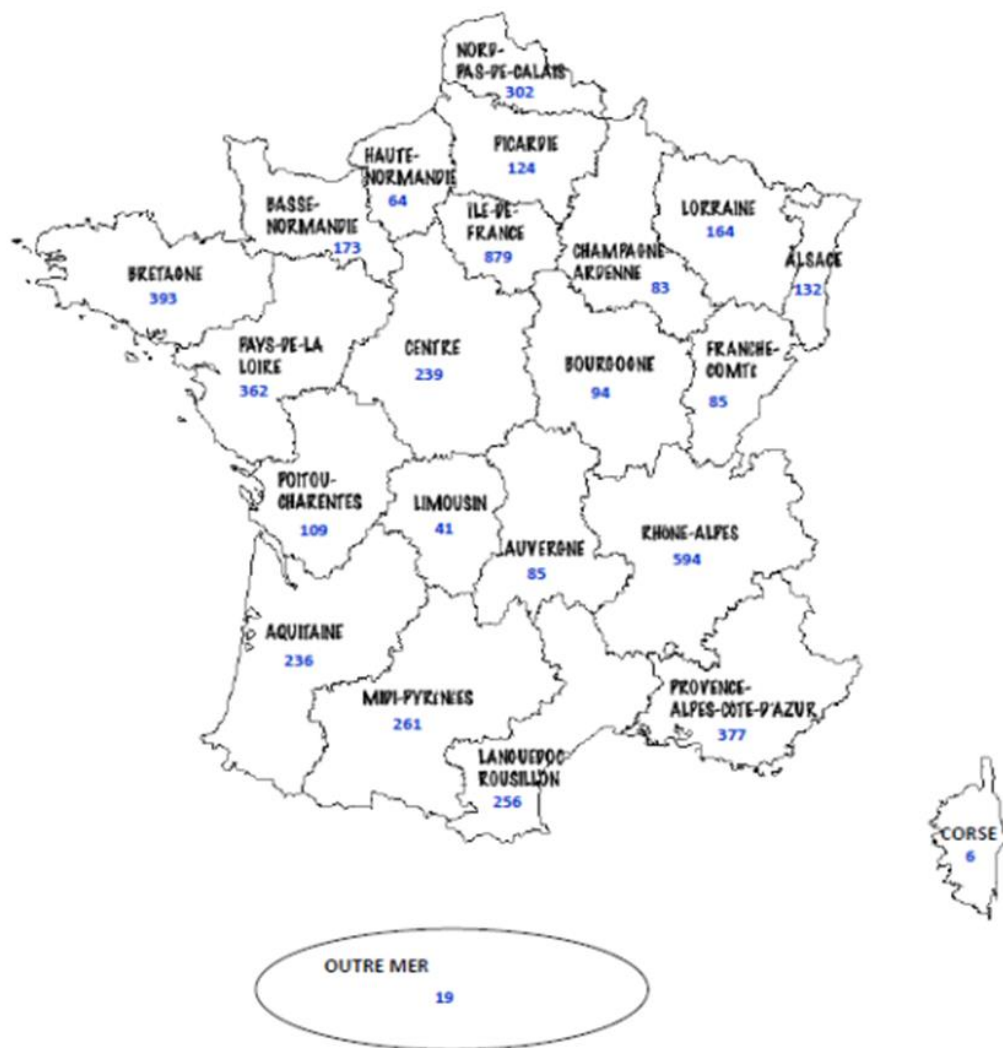 NORD-
PAS-DE-CALAIS
302
PICARDIE
124
HAUTE-
NORMANDIE
64
BASSE-
NORMANDIE
173
ÎLE-DE-
FRANCE
879
CHAMPAGNE
ARDENNE
83
LORRAINE
164
ALSACE
132
BRETAGNE
393
PAYS-DE-LA
LOIRE
362
CENTRE
239
BOURGOGNE
94
FRANCHE-
COMTE
85
POITOU-
CHARENTES
109
LIMOUSIN
41
AUVERGNE
85
RHONE-ALPES
594
AQUITAINE
236
MIDI-PYRENEES
261
LANGUEDOC
ROUSILLON
256
PROVENCE-
ALPES-COTE-D'AZUR
377
CORSE
6
OUTRE MER
19